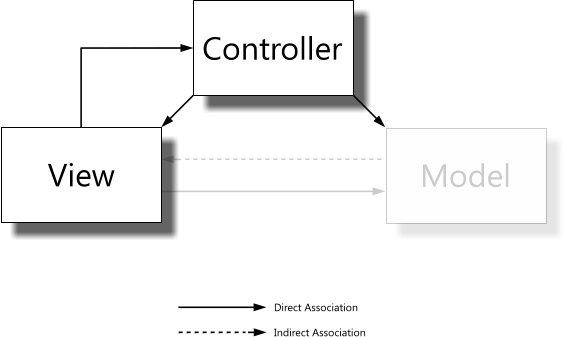 Controller
View
Model
Direct Association
Indirect Association